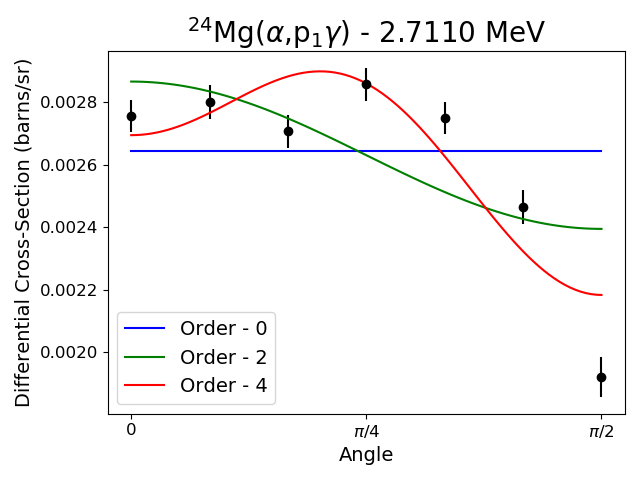 ²⁴Mg(α,p₁γ) - 2.7110 MeV
Differential Cross-Section (barns/sr)
0.0028
0.0026
0.0024
0.0022
0.0020
Order - 0
Order - 2
Order - 4
0
π/4
π/2
Angle